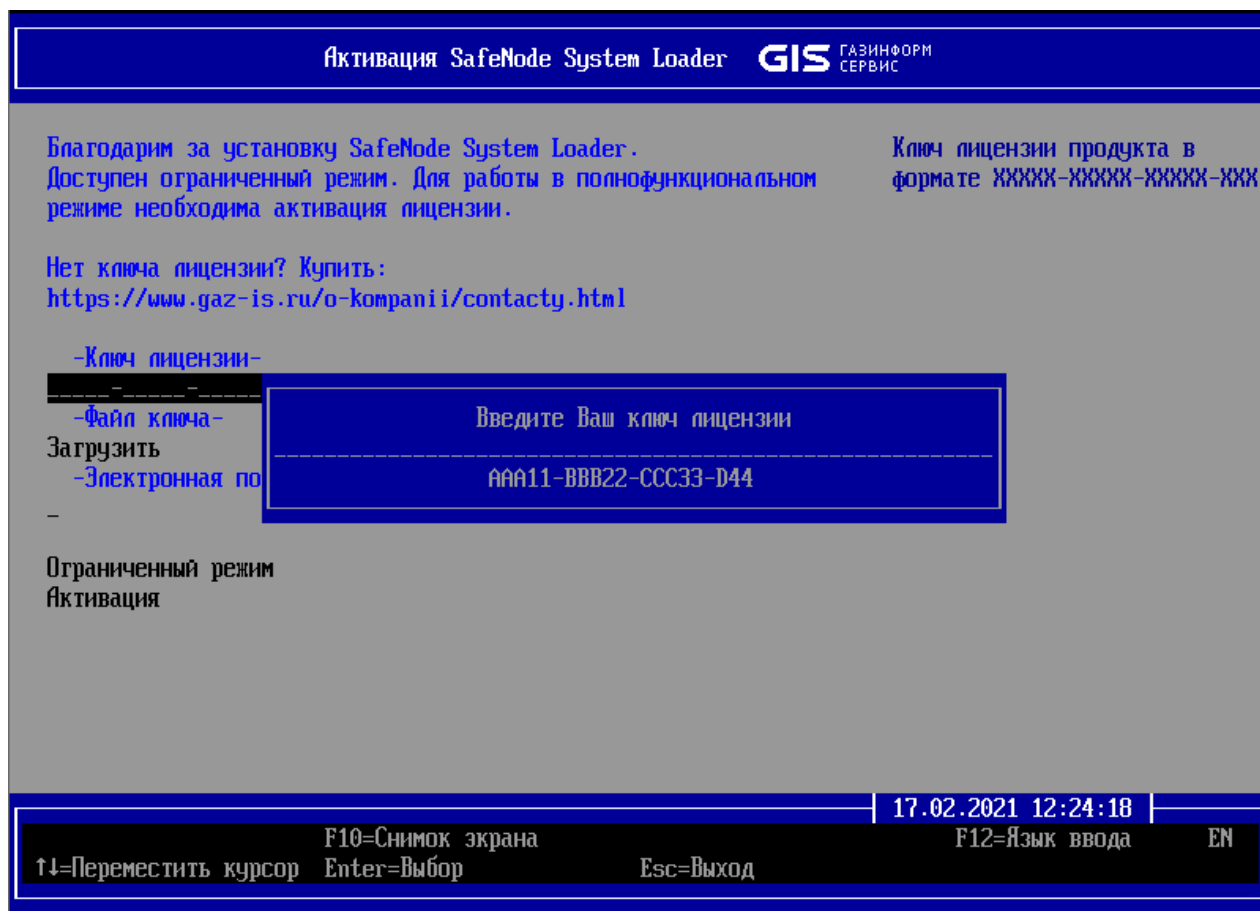 Активация SafeNode System Loader GIS ГАЗИНФОРМ СЕРВИС
Благодарим за установку SafeNode System Loader.
Доступен ограниченный режим. Для работы в полнофункциональном
режиме необходима активация лицензии.
Ключ лицензии продукта в
формате XXXXX-XXXXX-XXXXX-XXX
Нет ключа лицензии? Купить:
https://www.gaz-is.ru/o-kompanii/contacty.html
-Ключ лицензии-
_____-_____-_____
-Файл ключа-
Загрузить
-Электронная по
_
Введите Ваш ключ лицензии
AAA11-BBB22-CCC33-D44
Ограниченный режим
Активация
17.02.2021 12:24:18
F10=Снимок экрана F12=Язык ввода EN
↑↓=Переместить курсор Enter=Выбор Esc=Выход